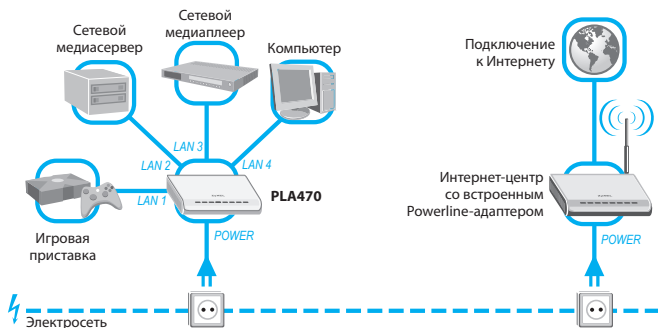 Сетевой
медиасервер
Сетевой
медиаплеер
Компьютер
Подключение
к Интернету
LAN 3
LAN 2
LAN 4
LAN 1
PLA470
Игровая
приставка
Интернет-центр
со встроенным
Powerline-адаптером
POWER
POWER
Электросеть